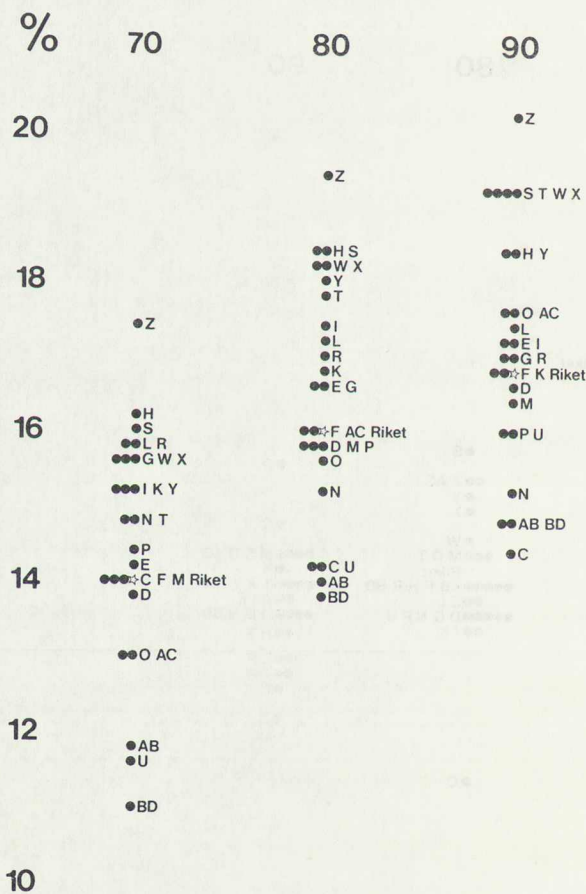 %
70 80 90
20
18
16
14
12
10
Z
H
S
L R
G W X
I K Y
N T
P
E
C F M Riket
D
O AC
AB
U
BD
Z
H S
W X
Y
T
I
L
R
K
E G
F AC Riket
D M P
O
N
C U
AB
BD
Z
S T W X
H Y
O AC
L
E I
G R
F K Riket
D
M
P U
N
AB BD
C